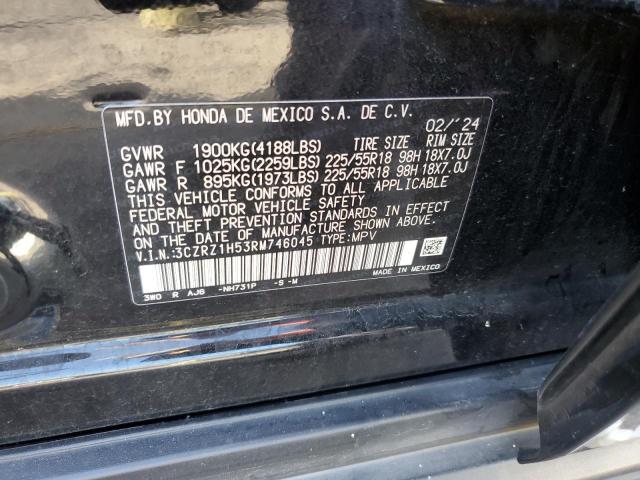 MFD.BY HONDA DE MEXICO S.A. DE C.V.
02/'24
GVWR 1900KG(4188LBS) TIRE SIZE RIM SIZE
GAWR F 1025KG(2259LBS) 225/55R18 98H 18X7.0J
GAWR R 895KG(1973LBS) 225/55R18 98H 18X7.0J
THIS VEHICLE CONFORMS TO ALL APPLICABLE
FEDERAL MOTOR VEHICLE SAFETY
AND THEFT PREVENTION STANDARDS IN EFFECT
ON THE DATE OF MANUFACTURE SHOWN ABOVE.
V.I.N.:3CZRZ1H53RM746045 TYPE:MPV
MADE IN MEXICO
3W0 R AJB -NH731P -S -M